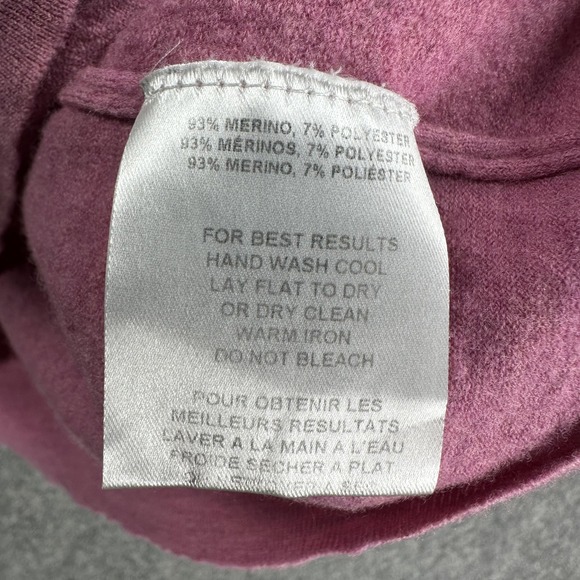 93% MERINO, 7% POLYESTER
93% MÉRINOS, 7% POLYESTER
93% MERINO, 7% POLIÉSTER
FOR BEST RESULTS
HAND WASH COOL
LAY FLAT TO DRY
OR DRY CLEAN
WARM IRON
DO NOT BLEACH
POUR OBTENIR LES
MEILLEURS RESULTATS
LAVER A LA MAIN A L'EAU
FROIDE SECHER A PLAT